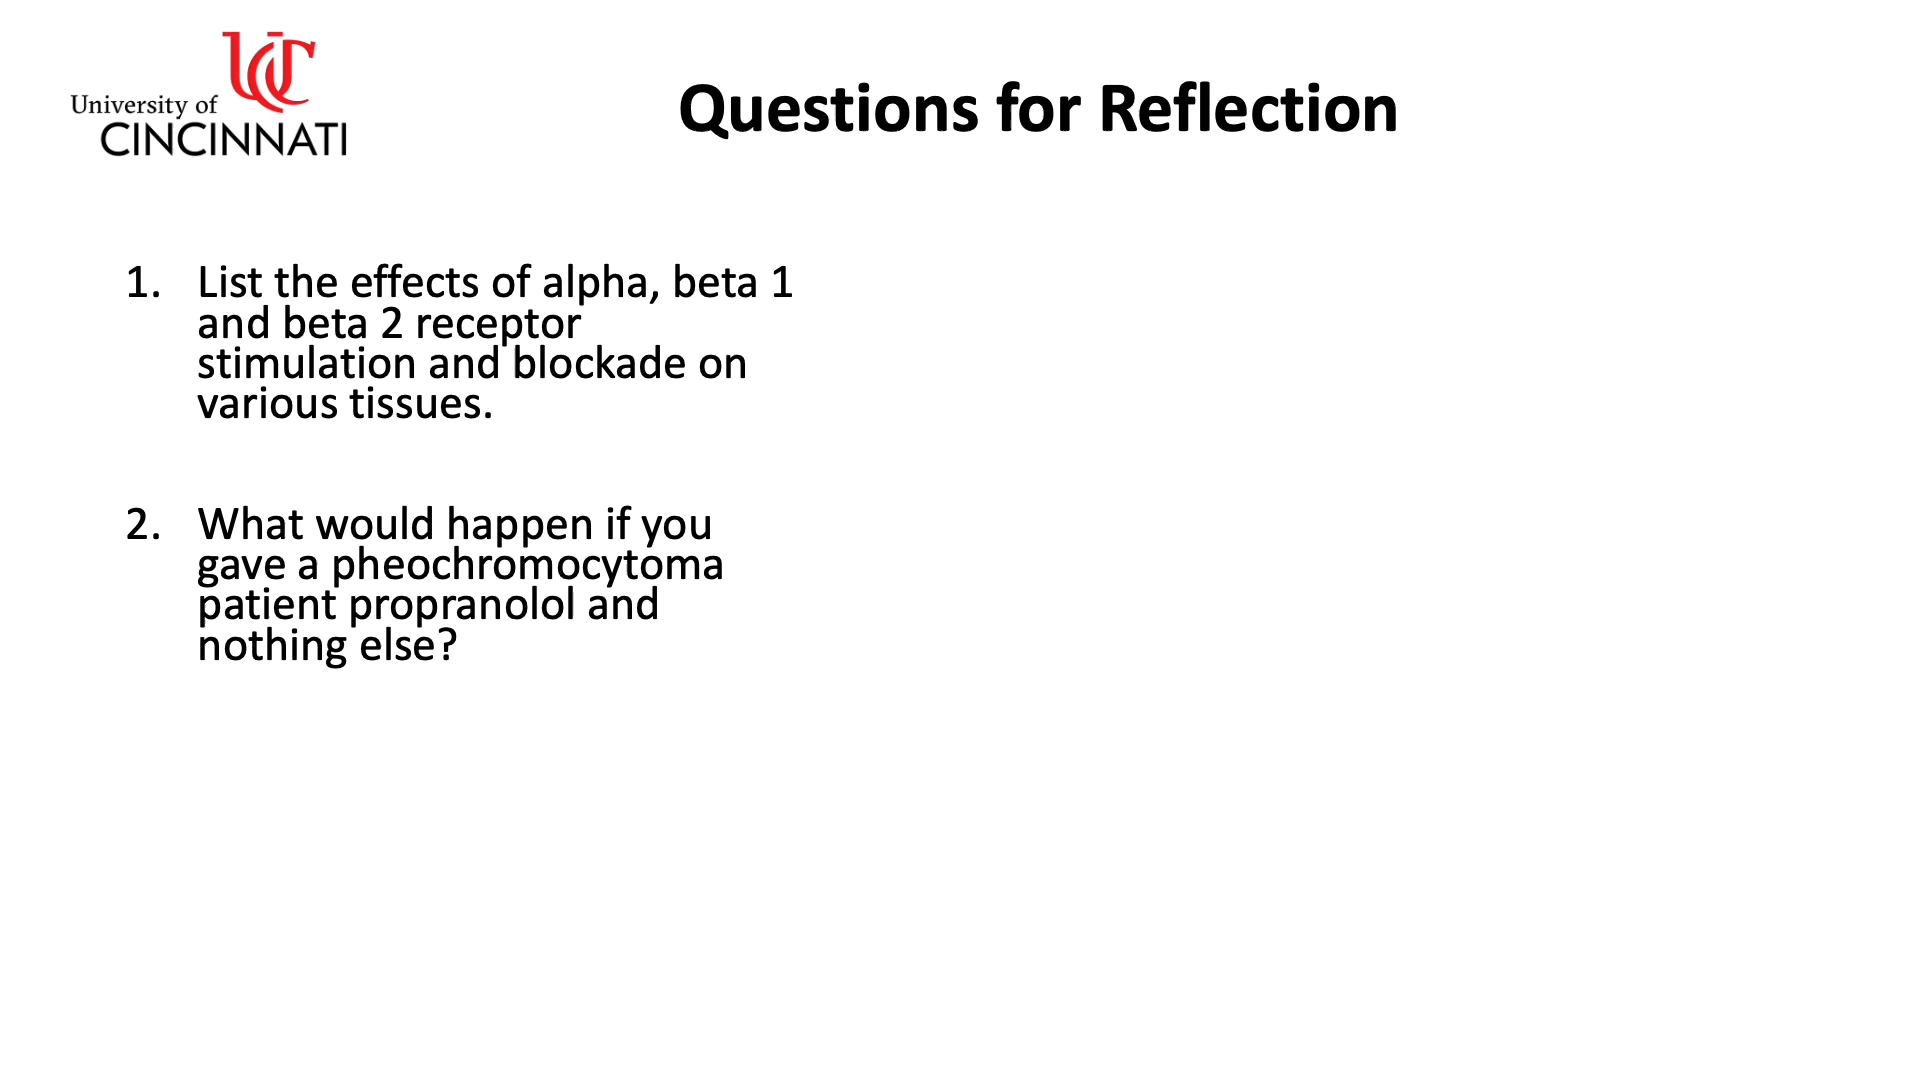 UC
University of
CINCINNATI
Questions for Reflection
1. List the effects of alpha, beta 1
and beta 2 receptor
stimulation and blockade on
various tissues.
2. What would happen if you
gave a pheochromocytoma
patient propranolol and
nothing else?